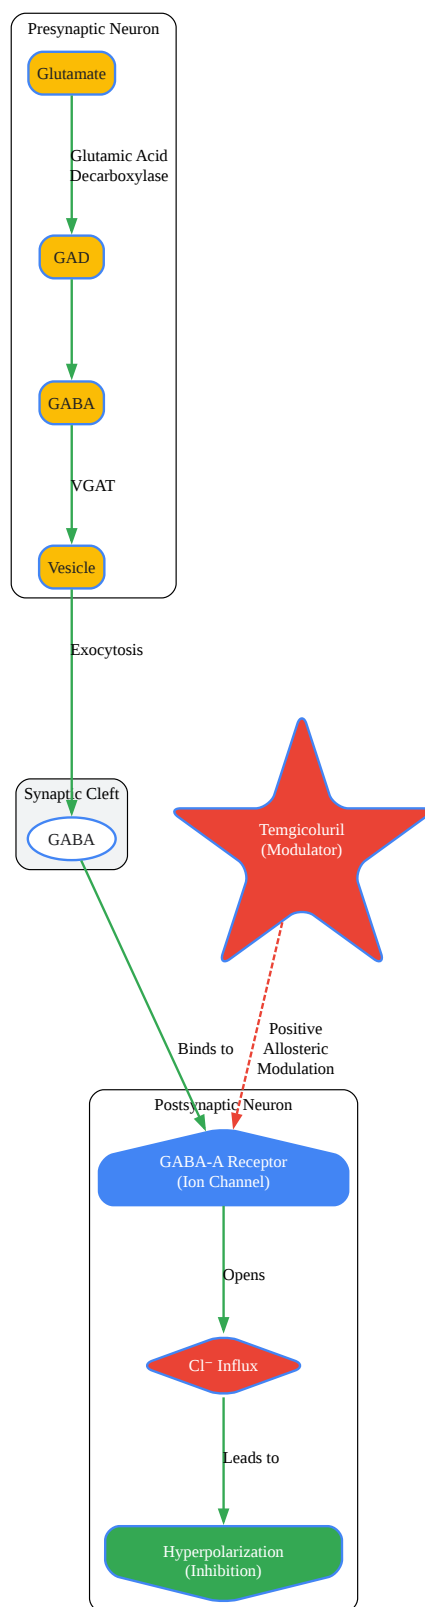 Presynaptic Neuron
Glutamate
Glutamic Acid
Decarboxylase
GAD
GABA
VGAT
Vesicle
Exocytosis
Synaptic Cleft
GABA
Temgicoluril
(Modulator)
Binds to
Positive
Allosteric
Modulation
Postsynaptic Neuron
GABA-A Receptor
(Ion Channel)
Opens
Cl⁻ Influx
Leads to
Hyperpolarization
(Inhibition)